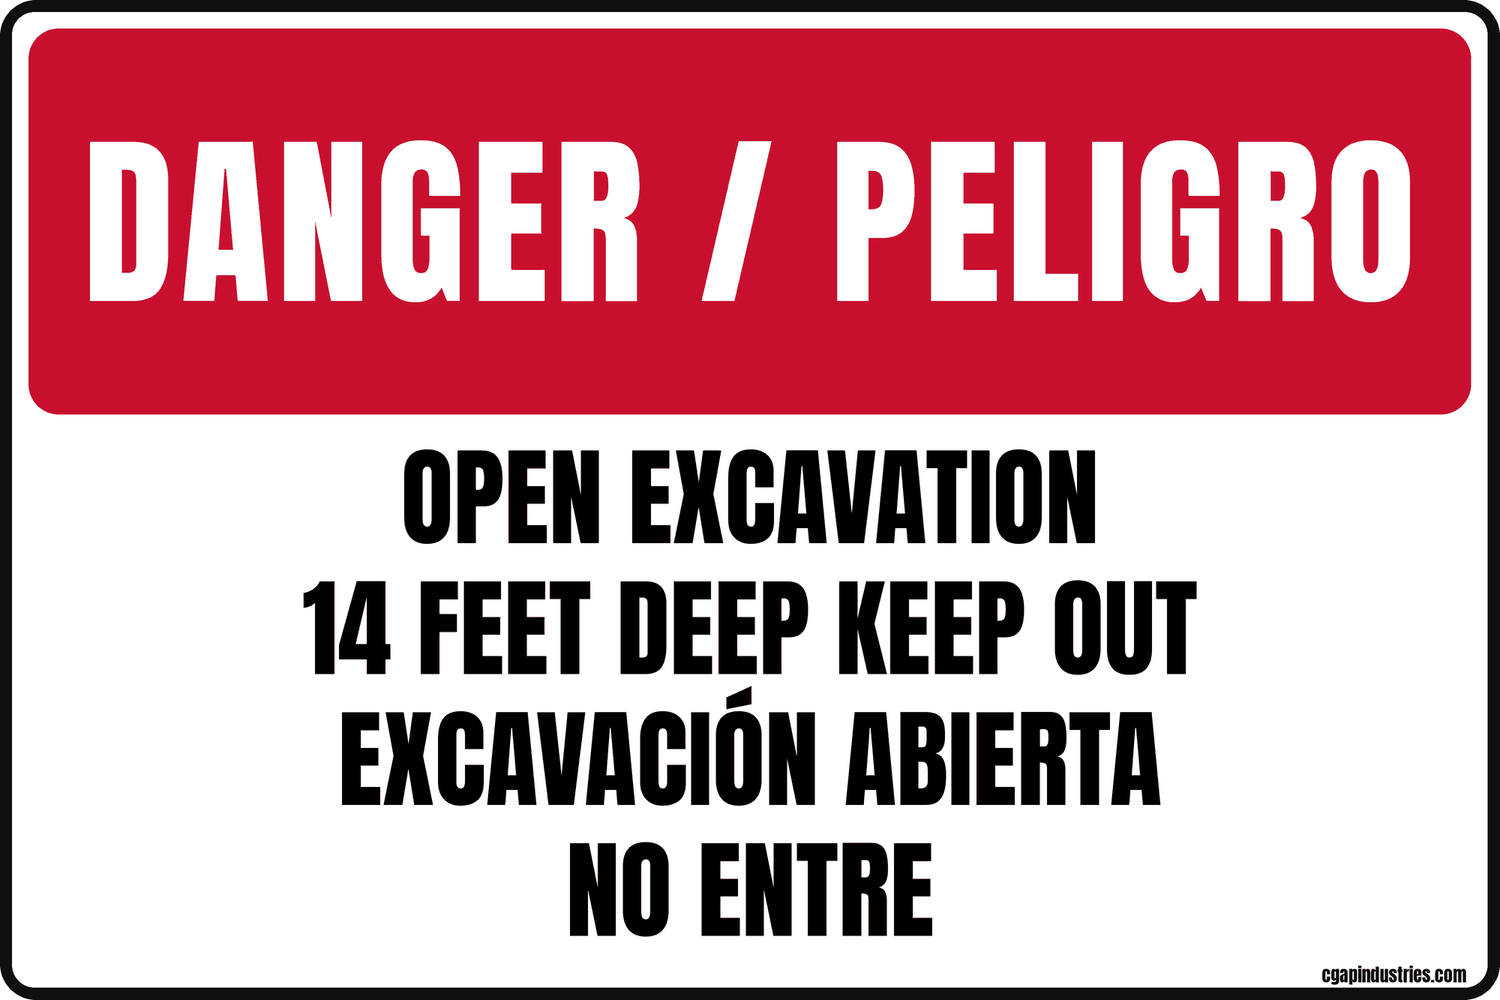 DANGER / PELIGRO
OPEN EXCAVATION
14 FEET DEEP KEEP OUT
EXCAVACIÓN ABIERTA
NO ENTRE
cgapindustries.com